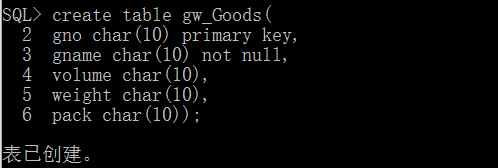 SQL> create table gw_Goods(
2 gno char(10) primary key,
3 gname char(10) not null,
4 volume char(10),
5 weight char(10),
6 pack char(10));
表已创建。